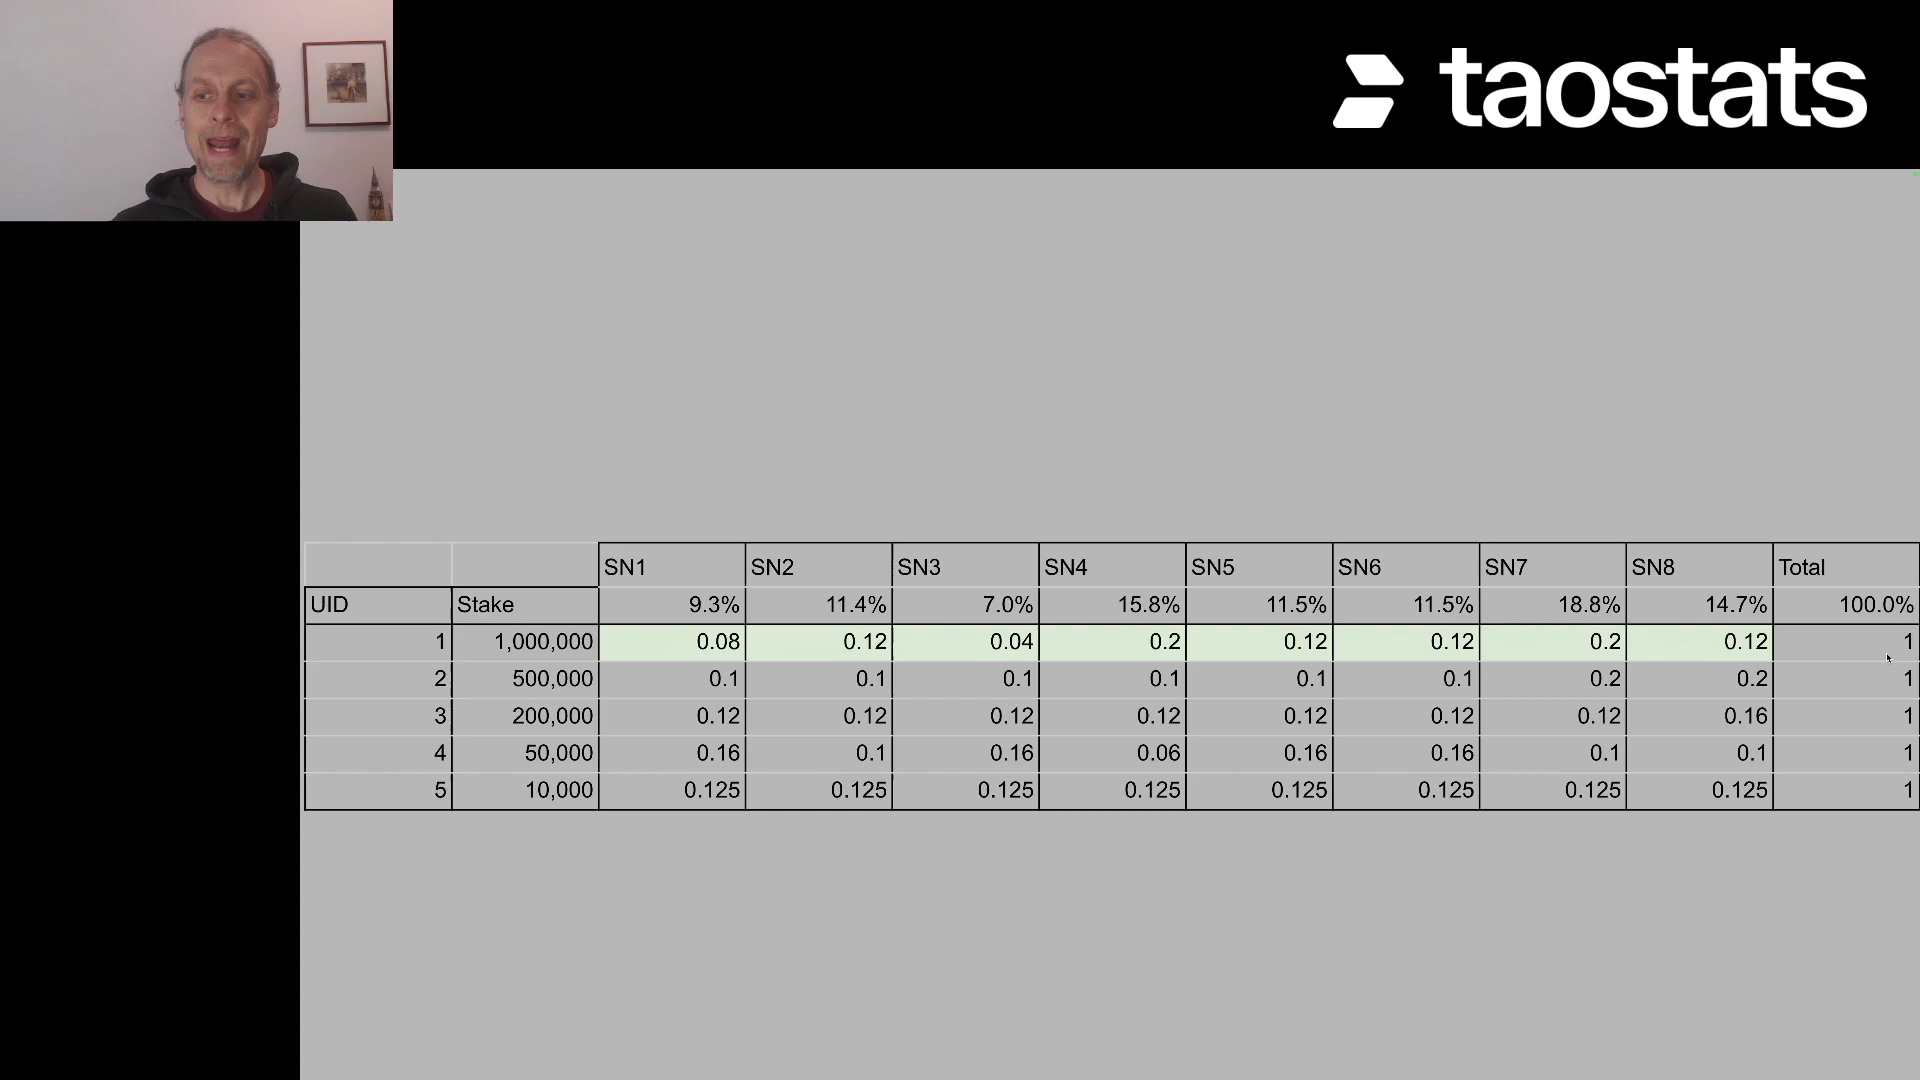 taostats
SN1 SN2 SN3 SN4 SN5 SN6 SN7 SN8 Total
UID Stake 9.3% 11.4% 7.0% 15.8% 11.5% 11.5% 18.8% 14.7% 100.0%
1 1,000,000 0.08 0.12 0.04 0.2 0.12 0.12 0.2 0.12 1
2 500,000 0.1 0.1 0.1 0.1 0.1 0.1 0.2 0.2 1
3 200,000 0.12 0.12 0.12 0.12 0.12 0.12 0.12 0.16 1
4 50,000 0.16 0.1 0.16 0.06 0.16 0.16 0.1 0.1 1
5 10,000 0.125 0.125 0.125 0.125 0.125 0.125 0.125 0.125 1